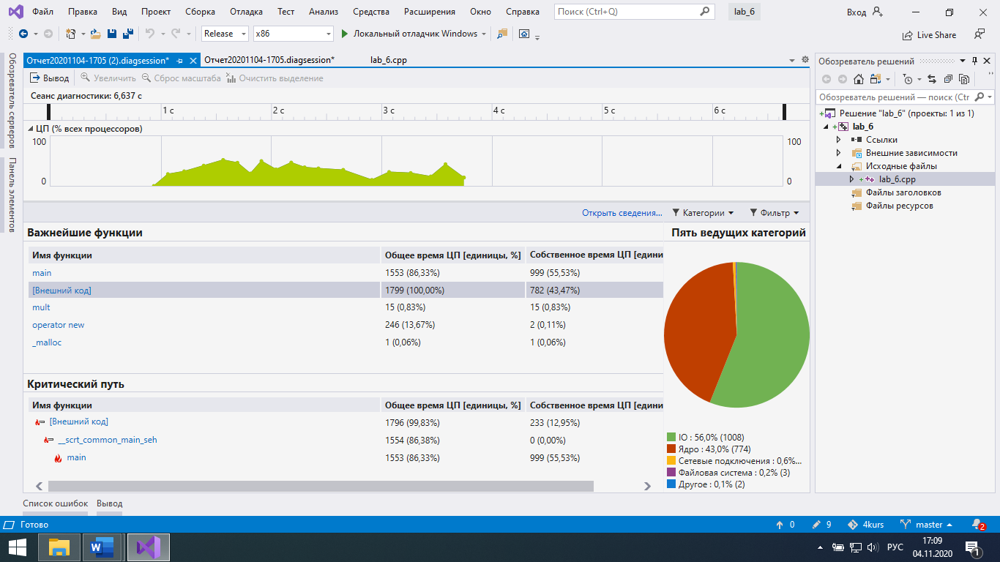 Файл Правка Вид Проект Сборка Отладка Тест Анализ Средства Расширения Окно Справка Поиск (Ctrl+Q) lab_6 Вход
Release x86 Локальный отладчик Windows Live Share
Обозреватель серверов
Панель элементов
Отчет20201104-1705 (2).diagsession* Отчет20201104-1705.diagsession* lab_6.cpp
Вывод Увеличить Сброс масштаба Очистить выделение
Сеанс диагностики: 6,637 с
1 с 2 с 3 с 4 с 5 с 6 с
ЦП (% всех процессоров)
100 100
0 0
Открыть сведения... Категории Фильтр
Важнейшие функции
Имя функции Общее время ЦП [единицы, %] Собственное время ЦП [едини
main 1553 (86,33%) 999 (55,53%)
[Внешний код] 1799 (100,00%) 782 (43,47%)
mult 15 (0,83%) 15 (0,83%)
operator new 246 (13,67%) 2 (0,11%)
_malloc 1 (0,06%) 1 (0,06%)
Критический путь
Имя функции Общее время ЦП [единицы, %] Собственное время ЦП [едини
[Внешний код] 1796 (99,83%) 233 (12,95%)
__scrt_common_main_seh 1554 (86,38%) 0 (0,00%)
main 1553 (86,33%) 999 (55,53%)
Пять ведущих категорий
IO : 56,0% (1008)
Ядро : 43,0% (774)
Сетевые подключения : 0,6%...
Файловая система : 0,2% (3)
Другое : 0,1% (2)
Обозреватель решений
Обозреватель решений — поиск (Ctr
Решение "lab_6" (проекты: 1 из 1)
lab_6
Ссылки
Внешние зависимости
Исходные файлы
lab_6.cpp
Файлы заголовков
Файлы ресурсов
Список ошибок Вывод
Готово 0 9 4kurs master 2
РУС 17:09
04.11.2020 1